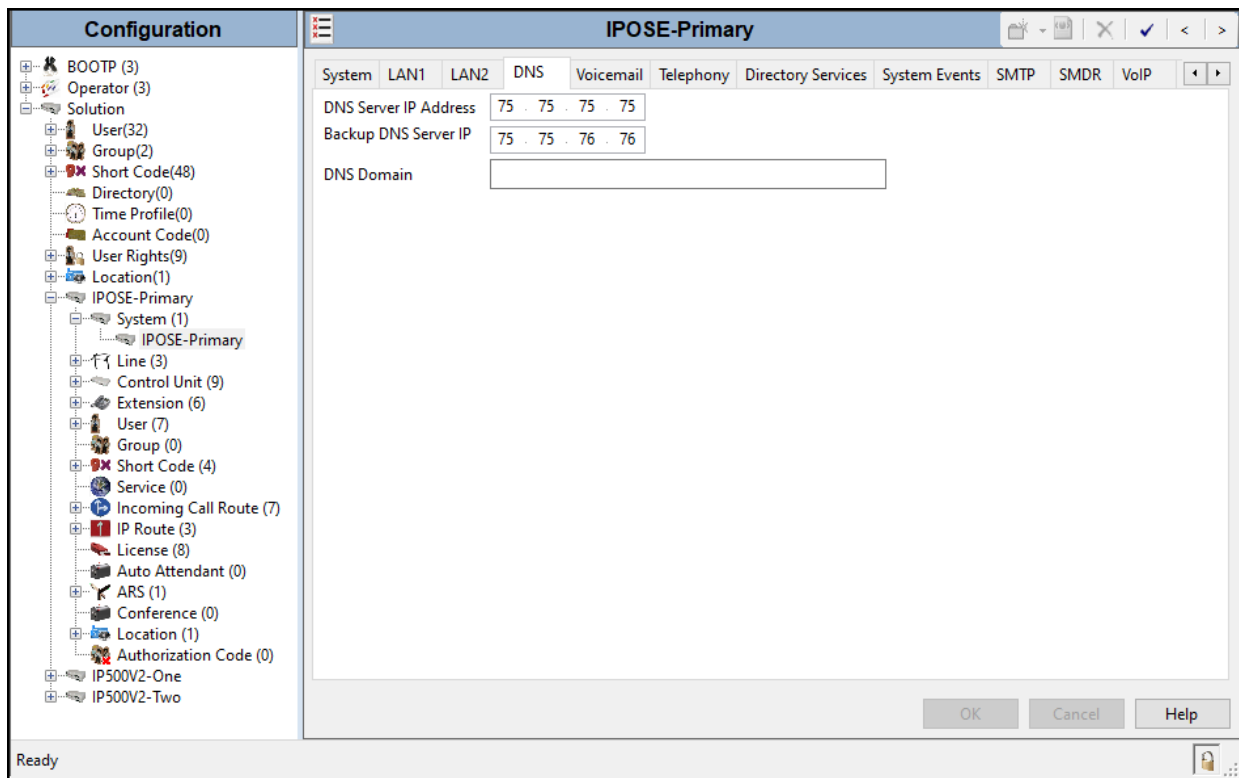 Configuration
BOOTP (3)
Operator (3)
Solution
User(32)
Group(2)
Short Code(48)
Directory(0)
Time Profile(0)
Account Code(0)
User Rights(9)
Location(1)
IPOSE-Primary
System (1)
IPOSE-Primary
Line (3)
Control Unit (9)
Extension (6)
User (7)
Group (0)
Short Code (4)
Service (0)
Incoming Call Route (7)
IP Route (3)
License (8)
Auto Attendant (0)
ARS (1)
Conference (0)
Location (1)
Authorization Code (0)
IP500V2-One
IP500V2-Two
IPOSE-Primary
System LAN1 LAN2 DNS Voicemail Telephony Directory Services System Events SMTP SMDR VoIP
DNS Server IP Address 75 . 75 . 75 . 75
Backup DNS Server IP 75 . 75 . 76 . 76
DNS Domain
OK Cancel Help
Ready